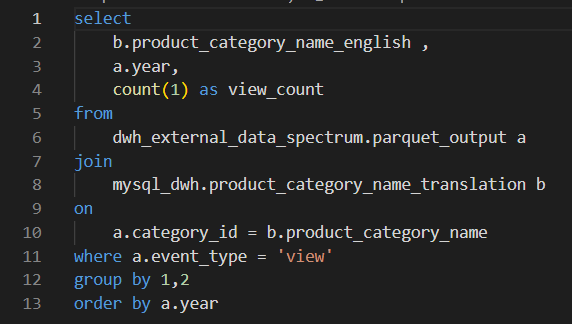 1 select
2 b.product_category_name_english ,
3 a.year,
4 count(1) as view_count
5 from
6 dwh_external_data_spectrum.parquet_output a
7 join
8 mysql_dwh.product_category_name_translation b
9 on
10 a.category_id = b.product_category_name
11 where a.event_type = 'view'
12 group by 1,2
13 order by a.year